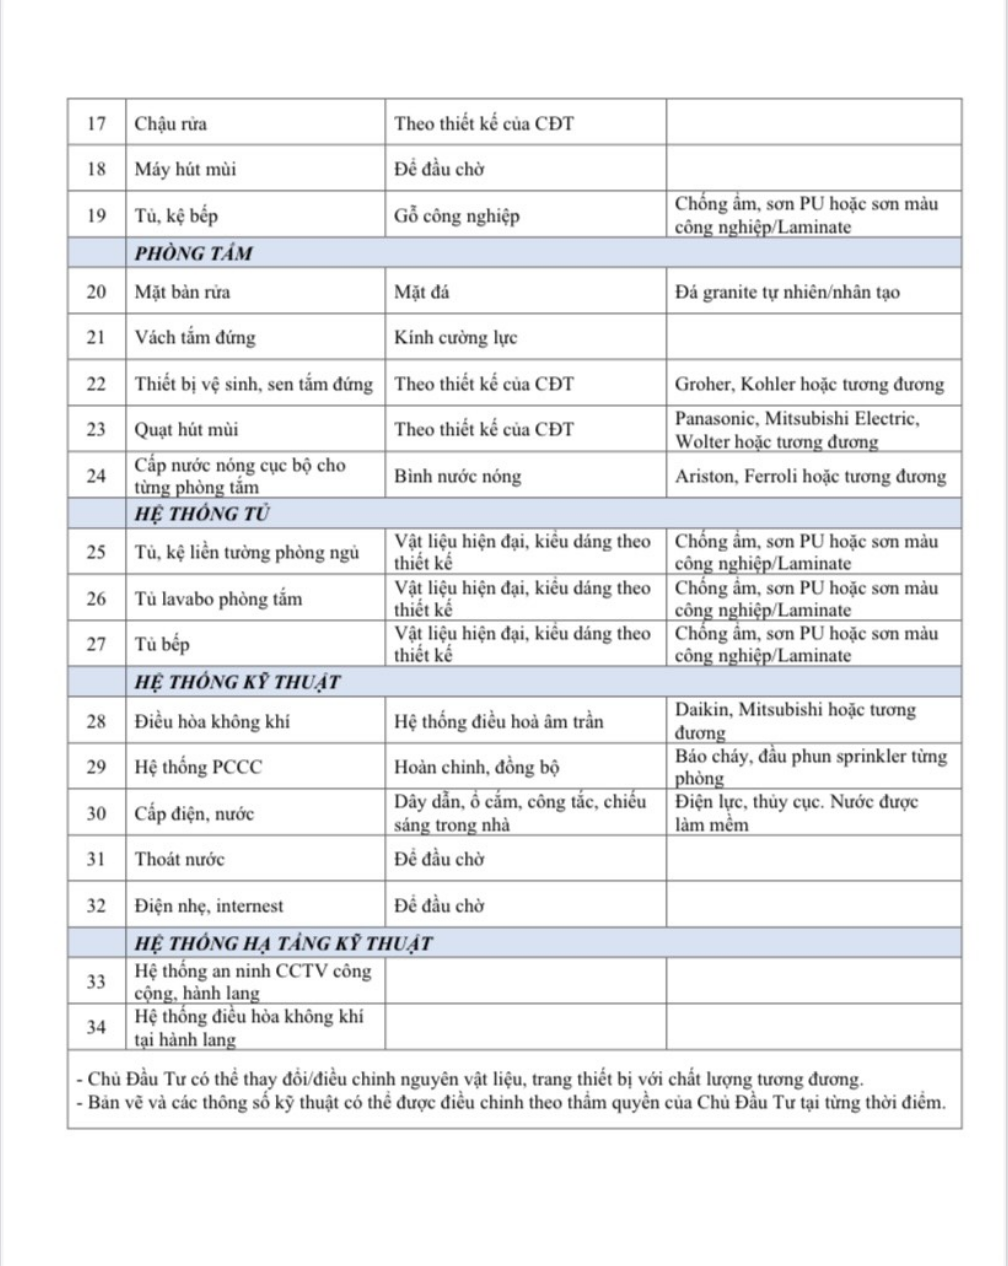 17 Chậu rửa Theo thiết kế của CĐT
18 Máy hút mùi Để đầu chờ
19 Tủ, kệ bếp Gỗ công nghiệp Chống ẩm, sơn PU hoặc sơn màu
công nghiệp/Laminate
PHÒNG TẮM
20 Mặt bàn rửa Mặt đá Đá granite tự nhiên/nhân tạo
21 Vách tắm đứng Kính cường lực
22 Thiết bị vệ sinh, sen tắm đứng Theo thiết kế của CĐT Groher, Kohler hoặc tương đương
23 Quạt hút mùi Theo thiết kế của CĐT Panasonic, Mitsubishi Electric,
Wolter hoặc tương đương
24 Cấp nước nóng cục bộ cho
từng phòng tắm Bình nước nóng Ariston, Ferroli hoặc tương đương
HỆ THỐNG TỦ
25 Tủ, kệ liền tường phòng ngủ Vật liệu hiện đại, kiểu dáng theo
thiết kế Chống ẩm, sơn PU hoặc sơn màu
công nghiệp/Laminate
26 Tủ lavabo phòng tắm Vật liệu hiện đại, kiểu dáng theo
thiết kế Chống ẩm, sơn PU hoặc sơn màu
công nghiệp/Laminate
27 Tủ bếp Vật liệu hiện đại, kiểu dáng theo
thiết kế Chống ẩm, sơn PU hoặc sơn màu
công nghiệp/Laminate
HỆ THỐNG KỸ THUẬT
28 Điều hòa không khí Hệ thống điều hoà âm trần Daikin, Mitsubishi hoặc tương
đương
29 Hệ thống PCCC Hoàn chỉnh, đồng bộ Báo cháy, đầu phun sprinkler từng
phòng
30 Cấp điện, nước Dây dẫn, ổ cắm, công tắc, chiếu
sáng trong nhà Điện lực, thủy cục. Nước được
làm mềm
31 Thoát nước Để đầu chờ
32 Điện nhẹ, internest Để đầu chờ
HỆ THỐNG HẠ TẦNG KỸ THUẬT
33 Hệ thống an ninh CCTV công
cộng, hành lang
34 Hệ thống điều hòa không khí
tại hành lang
- Chủ Đầu Tư có thể thay đổi/điều chỉnh nguyên vật liệu, trang thiết bị với chất lượng tương đương.
- Bản vẽ và các thông số kỹ thuật có thể được điều chỉnh theo thẩm quyền của Chủ Đầu Tư tại từng thời điểm.